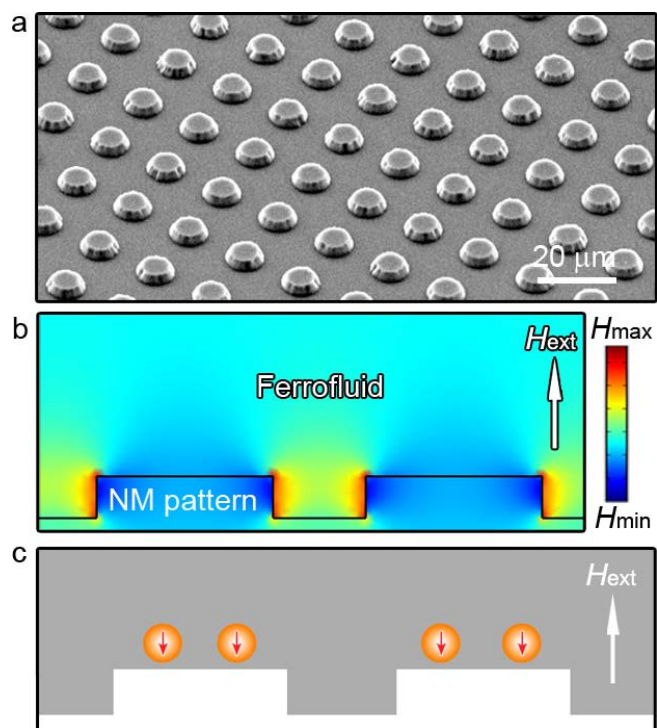 a
20 μm
b
Hext
Hmax
Ferrofluid
NM pattern
Hmin
c
Hext